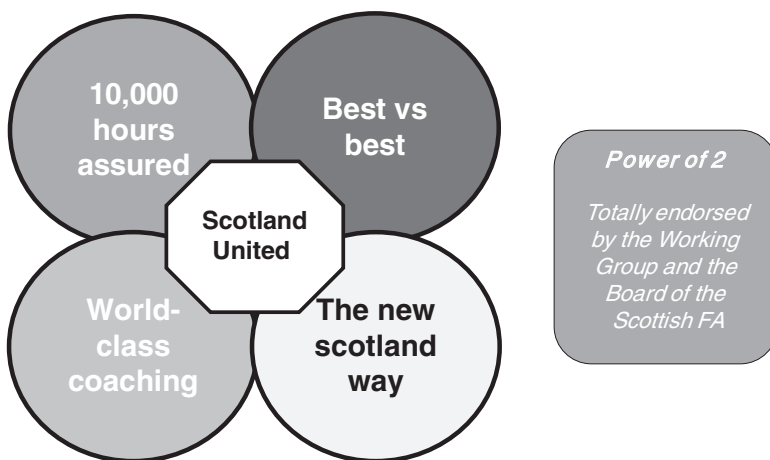 10,000
hours
assured
Best vs
best
Scotland
United
World-
class
coaching
The new
scotland
way
Power of 2
Totally endorsed
by the Working
Group and the
Board of the
Scottish FA